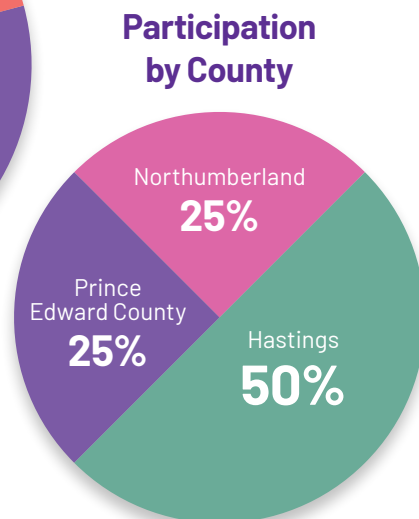 Participation
by County
Northumberland
25%
Prince
Edward County
25%
Hastings
50%